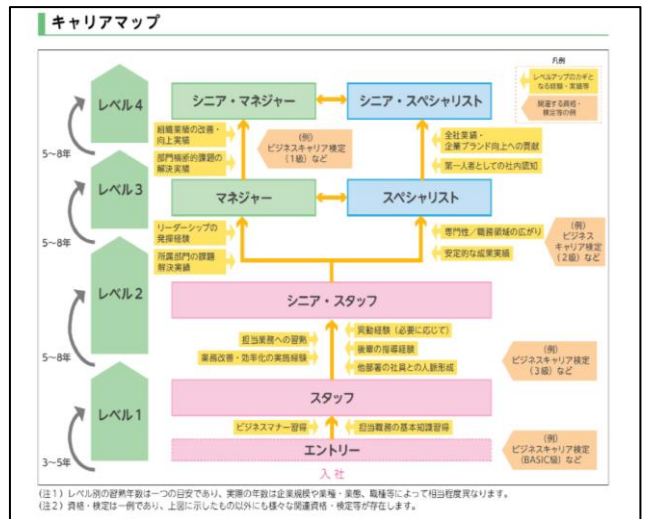 キャリアマップ
凡例
レベルアップのカギと
なる経験・実績等
関連する資格・
検定等の例
レベル4
シニア・マネジャー
シニア・スペシャリスト
組織業績の改善・
向上実績
部門横断的課題の
解決実績
(例)
ビジネスキャリア検定
(1級)など
全社業績・
企業ブランド向上への貢献
第一人者としての社内認知
5~8年
レベル3
マネジャー
スペシャリスト
リーダーシップの
発揮経験
所属部門の課題
解決実績
専門性/職務領域の広がり
安定的な成果実績
(例)
ビジネス
キャリア検定
(2級)など
5~8年
レベル2
シニア・スタッフ
担当業務への習熟
業務改善・効率化の実施経験
異動経験(必要に応じて)
後輩の指導経験
他部署の社員との人脈形成
(例)
ビジネスキャリア検定
(3級)など
5~8年
スタッフ
レベル1
ビジネスマナー習得
担当職務の基本知識習得
エントリー
(例)
ビジネスキャリア検定
(BASIC級)など
3~5年
入社
(注1)レベル別の習熟年数は一つの目安であり、実際の年数は企業規模や業種・業態、職種等によって相当程度異なります。
(注2)資格・検定は一例であり、上図に示したもの以外にも様々な関連資格・検定等が存在します。